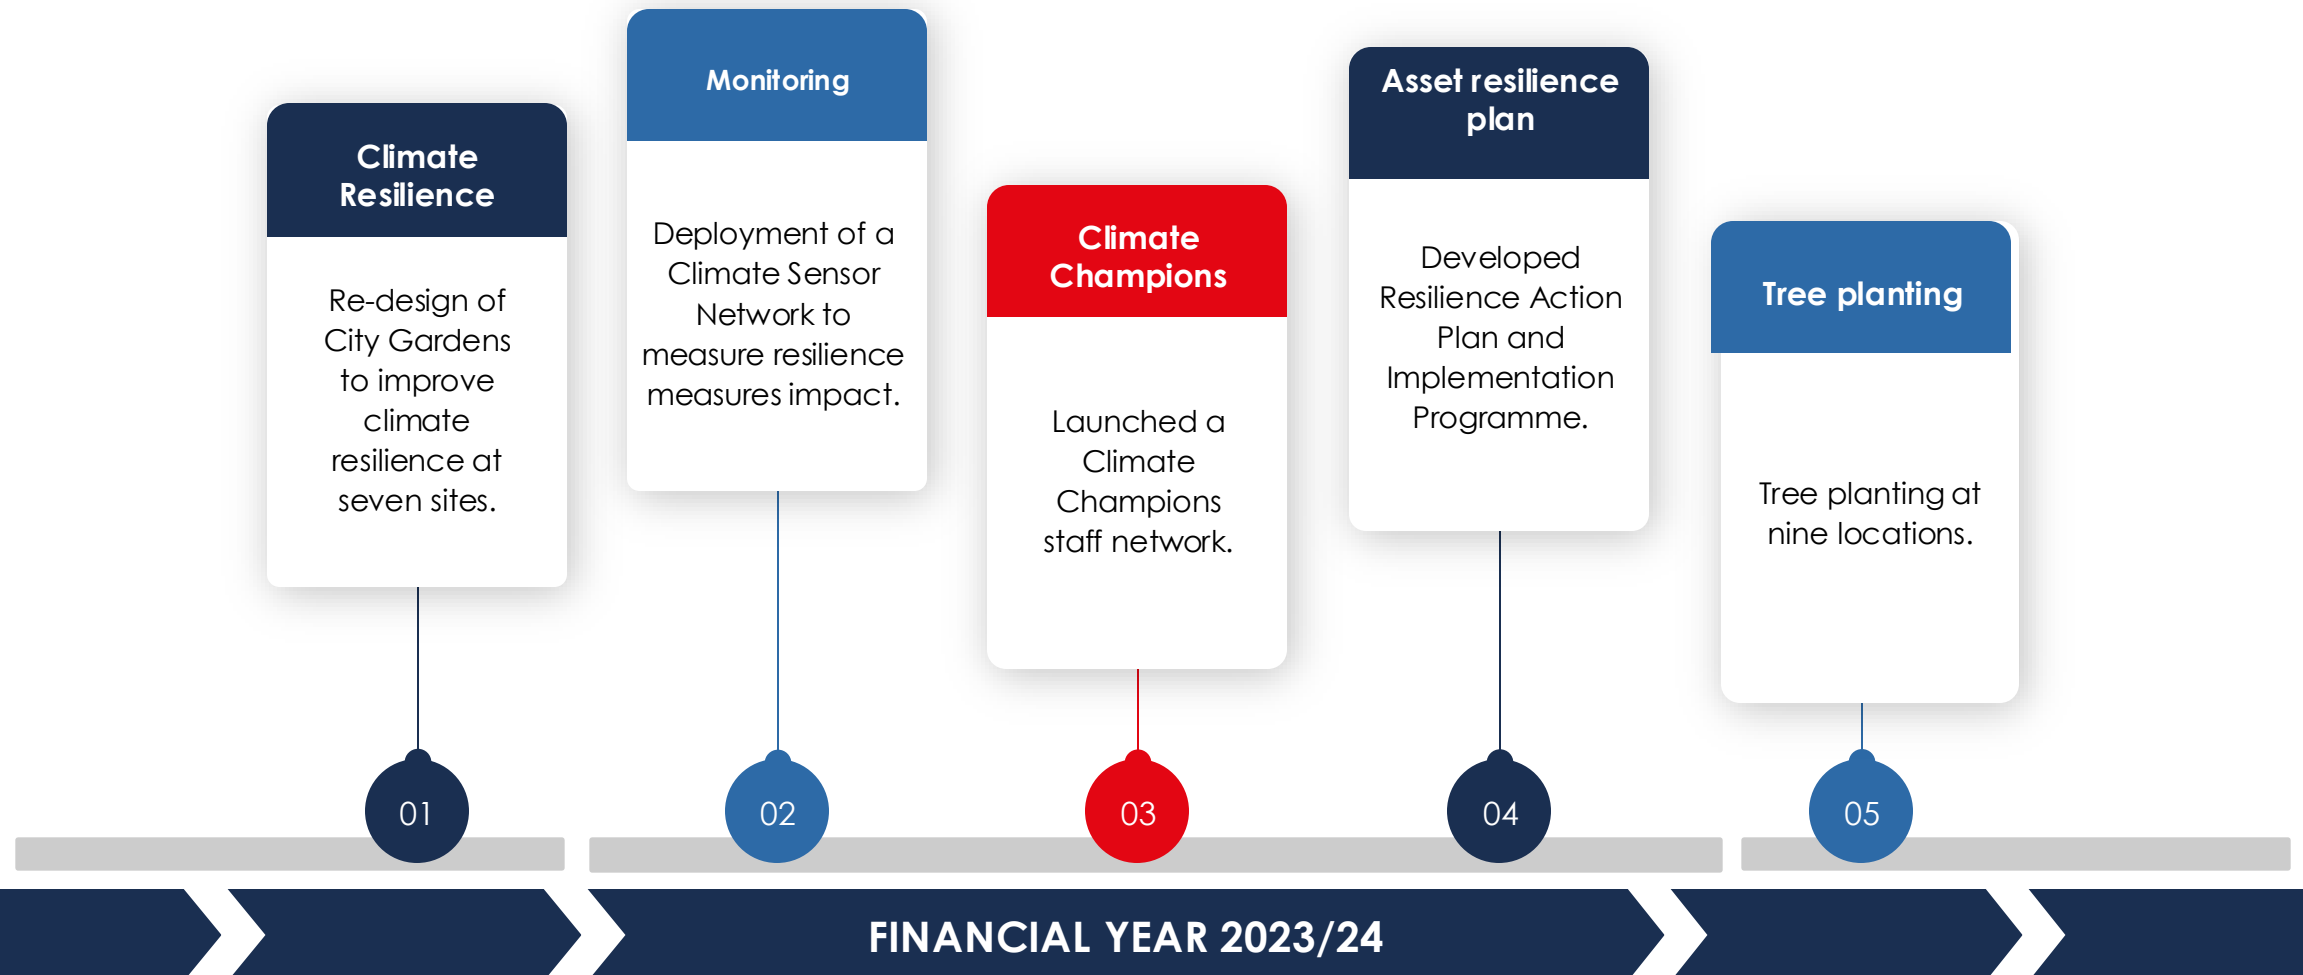 Climate
Resilience
Re-design of
City Gardens
to improve
climate
resilience at
seven sites.
01
Monitoring
Deployment of a
Climate Sensor
Network to
measure resilience
measures impact.
02
Climate
Champions
Launched a
Climate
Champions
staff network.
03
Asset resilience
plan
Developed
Resilience Action
Plan and
Implementation
Programme.
04
Tree planting
Tree planting at
nine locations.
05
FINANCIAL YEAR 2023/24